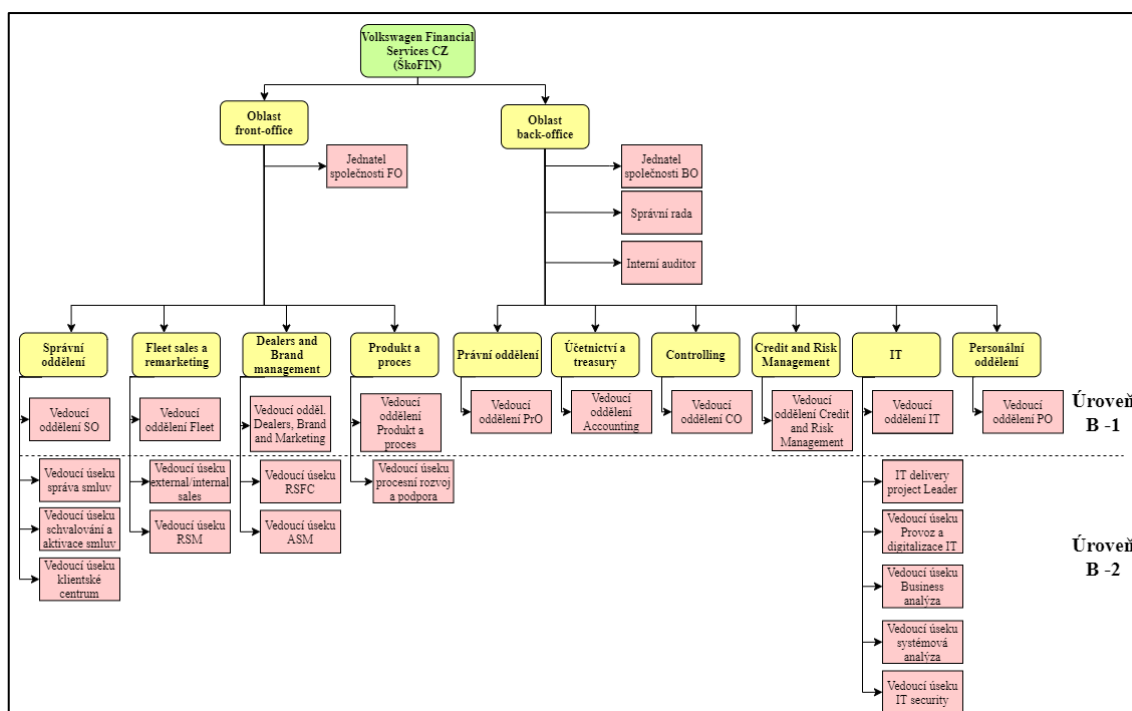 Volkswagen Financial
Services CZ
(ŠkoFIN)
Oblast
front-office
Oblast
back-office
Jednatel
společnosti FO
Jednatel
společnosti BO
Správní rada
Interní auditor
Správní
oddělení
Fleet sales a
remarketing
Dealers and
Brand
management
Produkt a
proces
Právní oddělení
Účetnictví a
treasury
Controlling
Credit and Risk
Management
IT
Personální
oddělení
Vedoucí
oddělení SO
Vedoucí
oddělení Fleet
Vedoucí odděl.
Dealers, Brand
and Marketing
Vedoucí
oddělení
Produkt a
proces
Vedoucí
oddělení PrO
Vedoucí
oddělení
Accounting
Vedoucí
oddělení CO
Vedoucí
oddělení Credit
and Risk
Management
Vedoucí
oddělení IT
Vedoucí
oddělení PO
Úroveň
B -1
Vedoucí úseku
správa smluv
Vedoucí úseku
external/internal
sales
Vedoucí úseku
RSFC
Vedoucí úseku
procesní rozvoj
a podpora
IT delivery
project Leader
Vedoucí úseku
schvalování a
aktivace smluv
Vedoucí úseku
RSM
Vedoucí úseku
ASM
Vedoucí úseku
Provoz a
digitalizace IT
Úroveň
B -2
Vedoucí úseku
klientské
centrum
Vedoucí úseku
Business
analýza
Vedoucí úseku
systémová
analýza
Vedoucí úseku
IT security